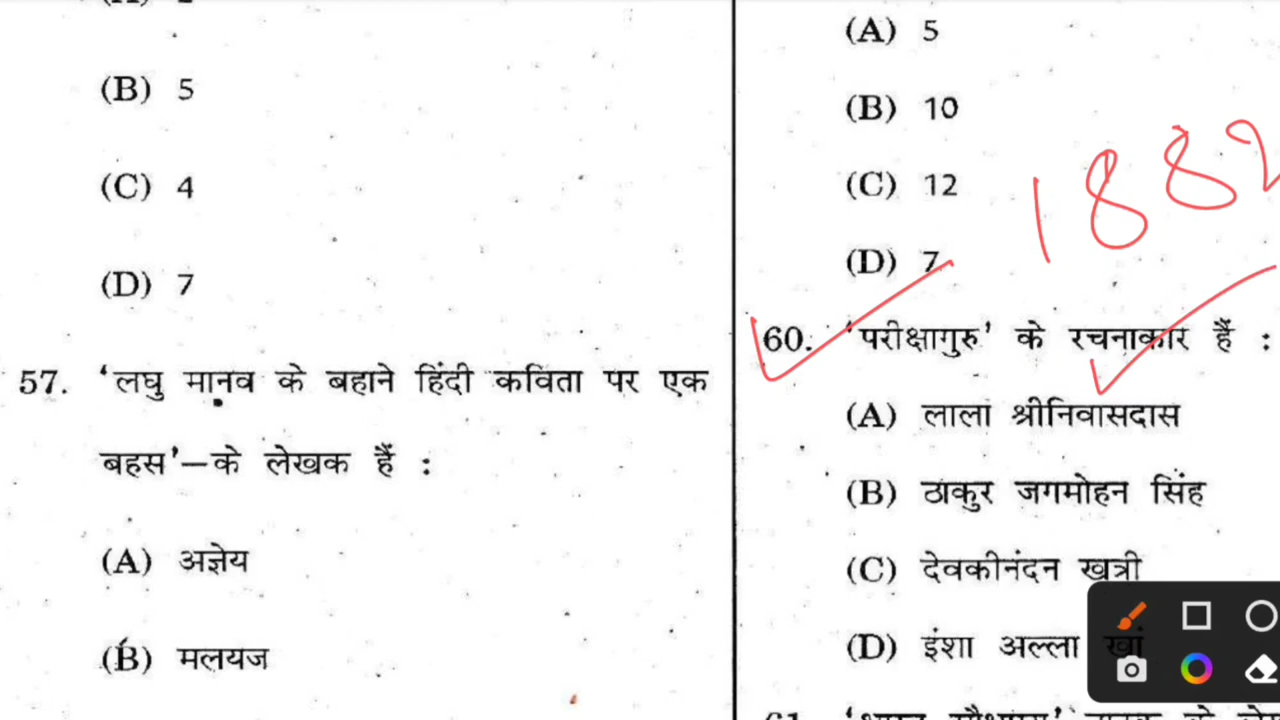 (B) 5
(C) 4
(D) 7
57. 'लघु मानव के बहाने हिंदी कविता पर एक
बहस'–के लेखक हैं :
(A) अज्ञेय
(B) मलयज
(A) 5
(B) 10
(C) 12
(D) 7
1882
60. 'परीक्षागुरु' के रचनाकार हैं :
(A) लाला श्रीनिवासदास
(B) ठाकुर जगमोहन सिंह
(C) देवकीनंदन खत्री
(D) इंशा अल्ला खां